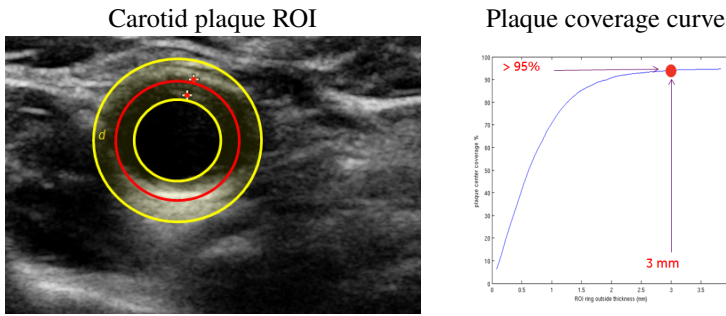 Carotid plaque ROI
d
Plaque coverage curve
> 95%
3 mm
plaque center coverage %
100
90
80
70
60
50
40
30
20
10
0
0 0.5 1 1.5 2 2.5 3 3.5
ROI ring outside thickness (mm)